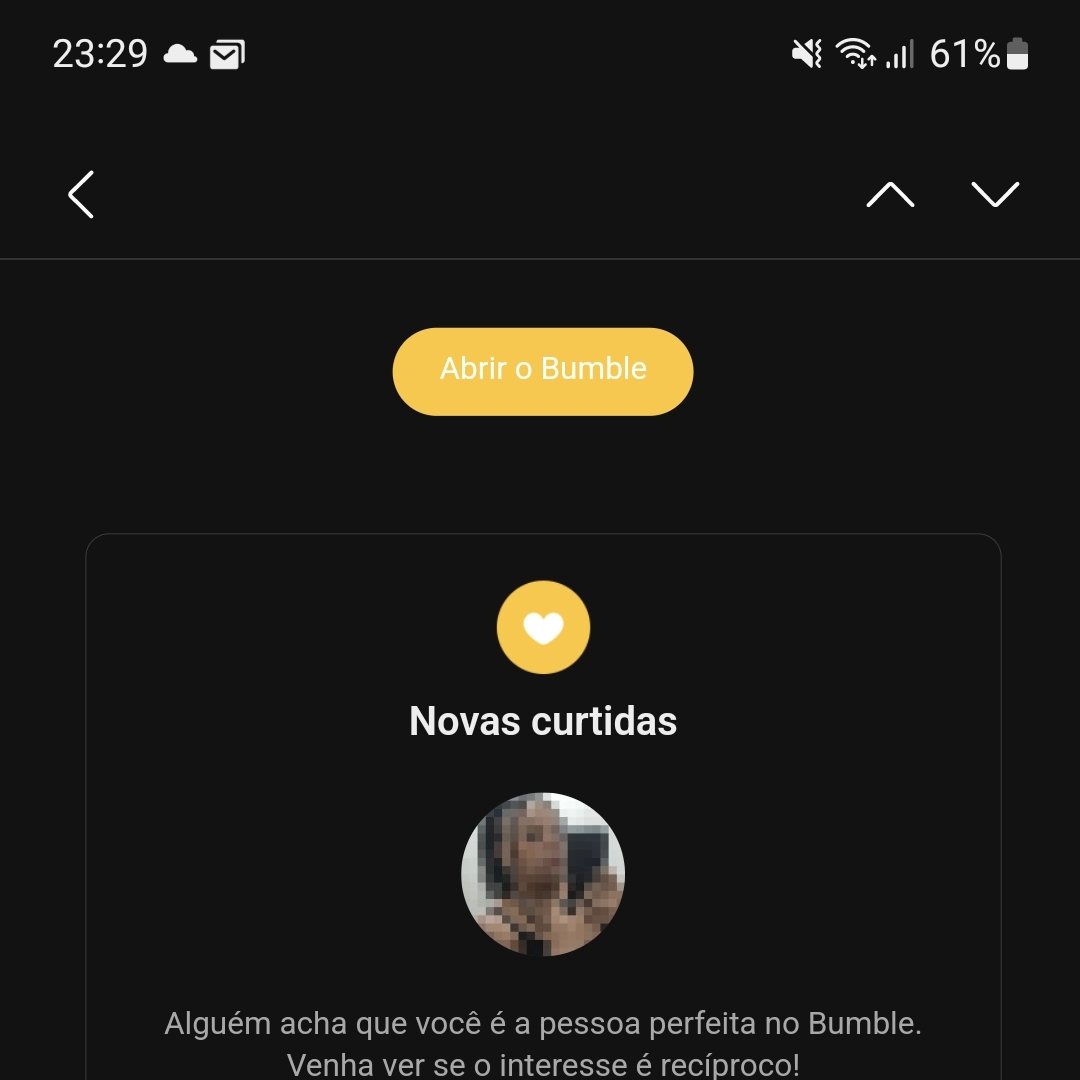 23:29
61%
Abrir o Bumble
Novas curtidas
Alguém acha que você é a pessoa perfeita no Bumble.
Venha ver se o interesse é recíproco!